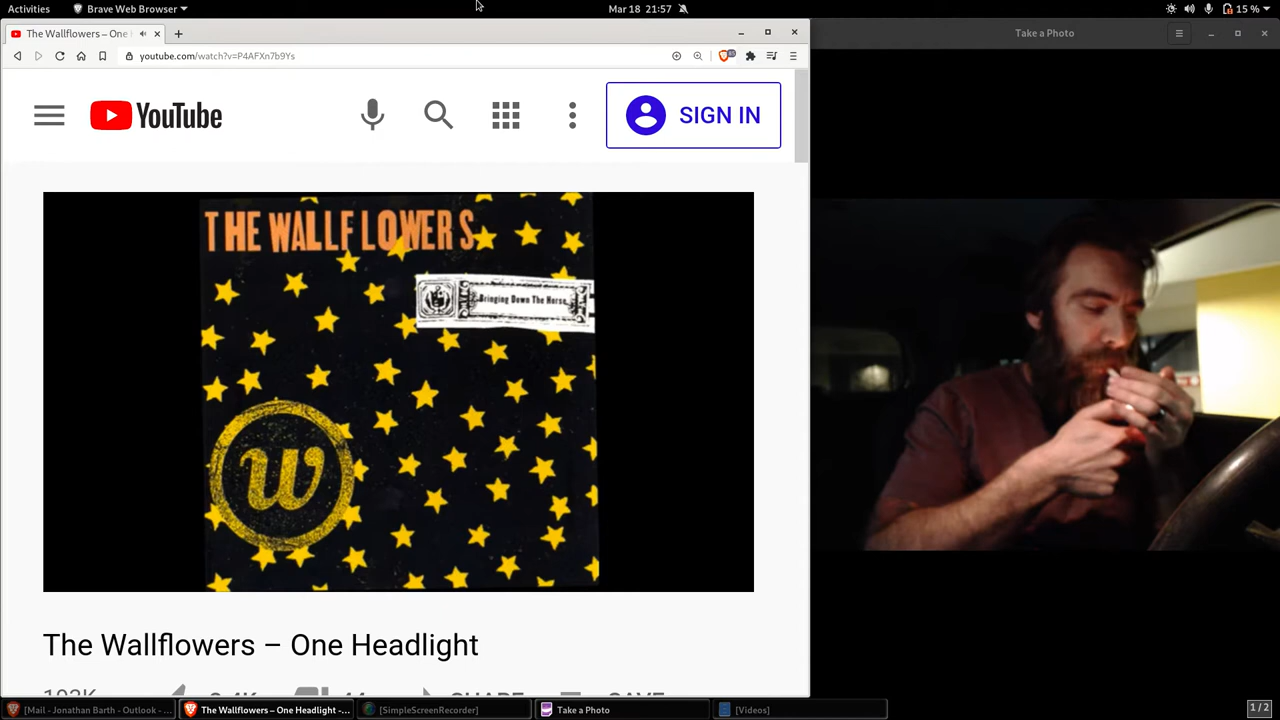 Activities
Brave Web Browser
Mar 18 21:57
15 %
The Wallflowers – One
youtube.com/watch?v=P4AFXn7b9Ys
Take a Photo
YouTube
SIGN IN
THE WALLFLOWERS
Bringing Down The Horse
w
The Wallflowers – One Headlight
SHARE
SAVE
[Mail - Jonathan Barth - Outlook - ...
The Wallflowers – One Headlight -...
[SimpleScreenRecorder]
Take a Photo
[Videos]
1 / 2